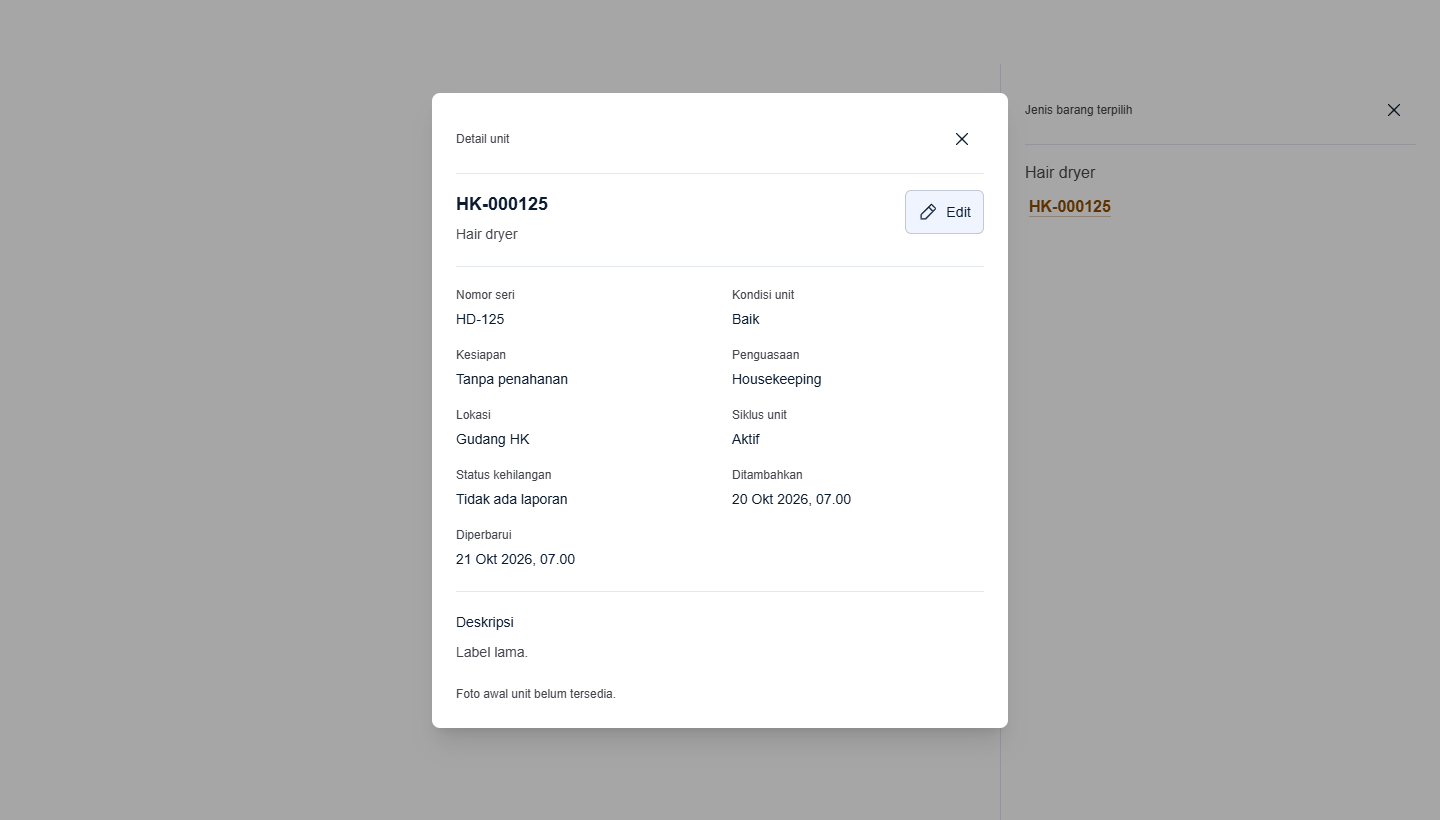 Detail unit
HK-000125
Hair dryer
Edit
Nomor seri
HD-125
Kondisi unit
Baik
Kesiapan
Tanpa penahanan
Penguasaan
Housekeeping
Lokasi
Gudang HK
Siklus unit
Aktif
Status kehilangan
Tidak ada laporan
Ditambahkan
20 Okt 2026, 07.00
Diperbarui
21 Okt 2026, 07.00
Deskripsi
Label lama.
Foto awal unit belum tersedia.
Jenis barang terpilih
Hair dryer
HK-000125